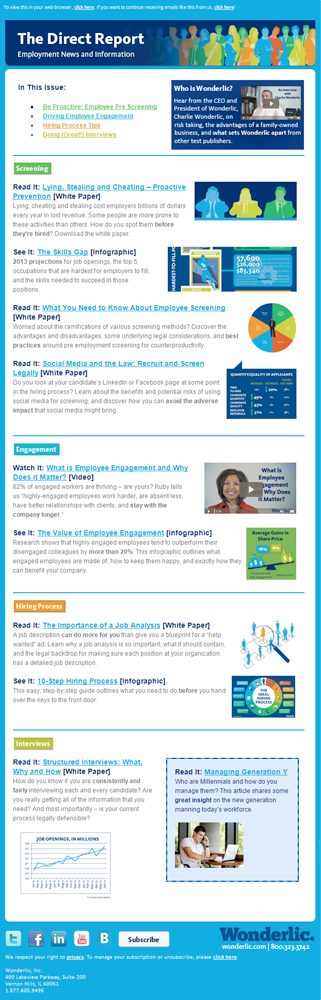 To view this in your web browser, click here. If you want to continue receiving emails like this from us, click here!
The Direct Report
Employment News and Information
In This Issue:
Be Proactive: Employee Pre Screening
Driving Employee Engagement
Hiring Process Tips
Doing (Great!) Interviews
Who is Wonderlic?
Hear from the CEO and
President of Wonderlic,
Charlie Wonderlic, on
risk taking, the advantages of a family-owned
business, and what sets Wonderlic apart from
other test publishers.
Screening
Read It: Lying, Stealing and Cheating – Proactive
Prevention [White Paper]
Lying, cheating and stealing cost employers billions of dollars
every year in lost revenue. Some people are more prone to
these activities than others. How do you spot them before
they're hired? Download the white paper.
See It: The Skills Gap [Infographic]
2013 projections for job openings, the top 5
occupations that are hardest for employers to fill,
and the skills needed to succeed in those
positions.
HARDEST-TO-FILL
$7,600
$26,000
$83,340
Read It: What You Need to Know About Employee Screening
[White Paper]
Worried about the ramifications of various screening methods? Discover the
advantages and disadvantages, some underlying legal considerations, and best
practices around pre employment screening for counterproductivity.
Read It: Social Media and the Law: Recruit and Screen
Legally [White Paper]
Do you look at your candidate's LinkedIn or Facebook page at some point
in the hiring process? Learn about the benefits and potential risks of using
social media for screening, and discover how you can avoid the adverse
impact that social might bring.
QUANTITY/QUALITY OF APPLICANTS
Engagement
Watch It: What is Employee Engagement and Why
Does it Matter? [Video]
62% of engaged workers are thriving – are yours? Ruby tells
us "highly-engaged employees work harder, are absent less,
have better relationships with clients, and stay with the
company longer."
What is
Employee
Engagement
Why Does
it Matter?
See It: The Value of Employee Engagement [Infographic]
Research shows that highly engaged employees tend to outperform their
disengaged colleagues by more than 20%. This infographic outlines what
engaged employees are made of, how to keep them happy, and exactly how they
can benefit your company.
Average Gains in
Share Price
Hiring Process
Read It: The Importance of a Job Analysis [White Paper]
A job description can do more for you than give you a blueprint for a "help
wanted" ad. Learn why a job analysis is so important, what it should contain,
and the legal backdrop for making sure each position at your organization
has a detailed job description.
See It: 10-Step Hiring Process [Infographic]
This easy, step-by-step guide outlines what you need to do before you hand
over the keys to the front door.
THE
IDEAL
HIRING
PROCESS
Interviews
Read It: Structured Interviews: What,
Why and How [White Paper]
How do you know if you are consistently and
fairly interviewing each and every candidate? Are
you really getting all of the information that you
need? And most importantly – is your current
process legally defensible?
JOB OPENINGS, IN MILLIONS
Read It: Managing Generation Y
Who are Millennials and how do you
manage them? This article shares some
great insight on the new generation
manning today's workforce.
Subscribe
Wonderlic.
wonderlic.com | 800.323.3742
We respect your right to privacy. To manage your subscription or unsubscribe, please click here.
Wonderlic, Inc.
400 Lakeview Parkway, Suite 200
Vernon Hills, IL 60061
1.877.605.9496